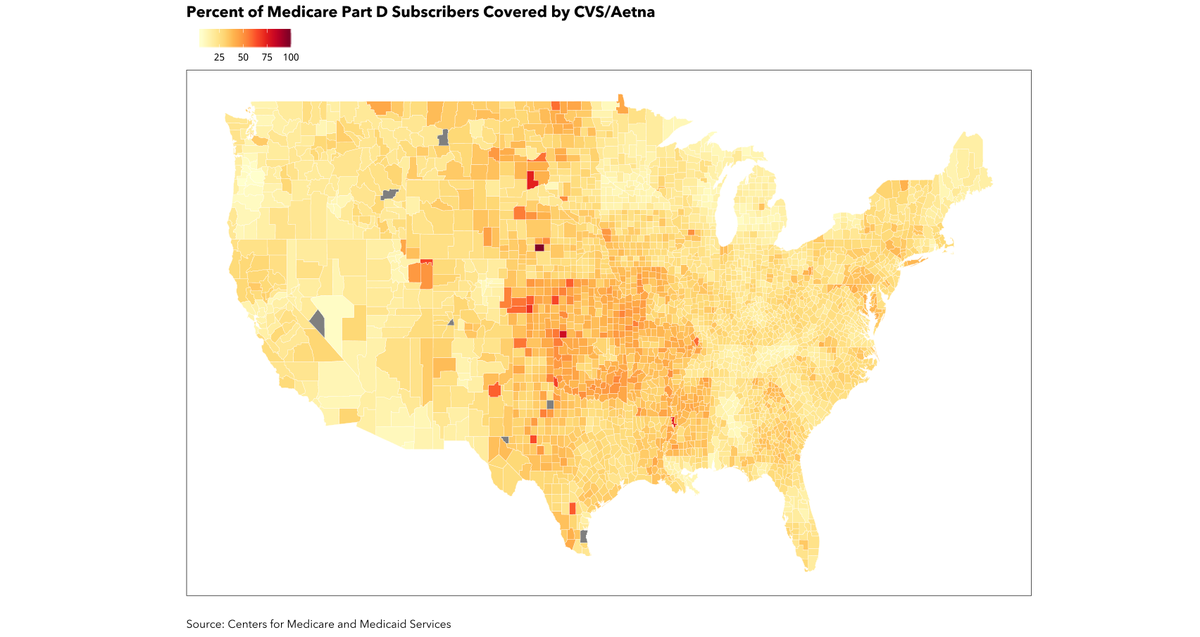 Percent of Medicare Part D Subscribers Covered by CVS/Aetna
25 50 75 100
Source: Centers for Medicare and Medicaid Services